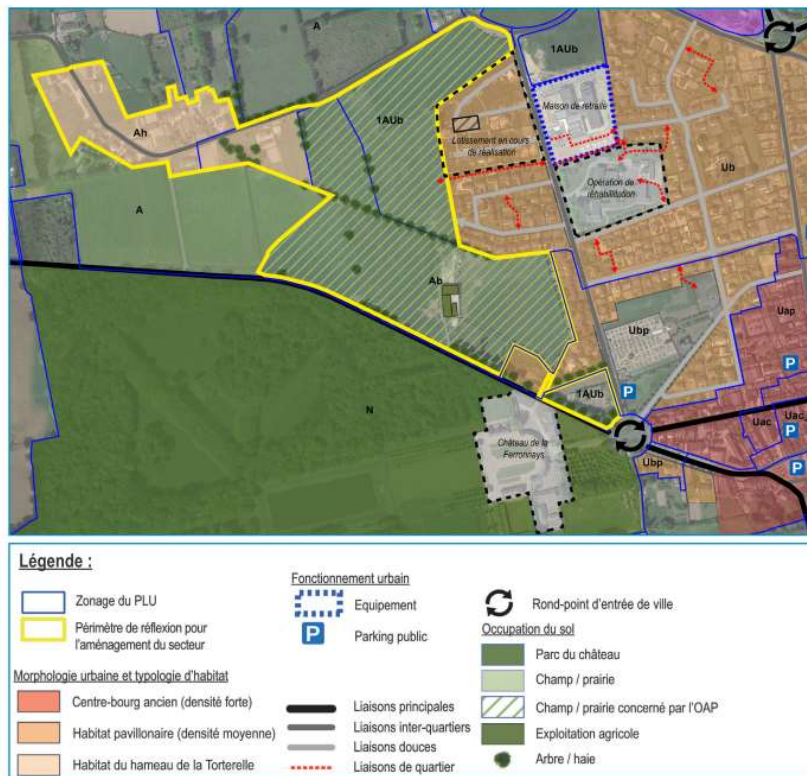 A
A
1AUb
1AUb
Maison de retraite
Ah
Lotissement en cours
de réalisation
Ub
Opération de
réhabilitation
A
Ab
Ubp
Uap
P
P
1AUb
N
Uac
Uac
P
Château de la
Ferronnays
Ubp
P
Légende :
Zonage du PLU
Périmètre de réflexion pour
l'aménagement du secteur
Morphologie urbaine et typologie d'habitat
Centre-bourg ancien (densité forte)
Habitat pavillonaire (densité moyenne)
Habitat du hameau de la Torterelle
Fonctionnement urbain
Equipement
P Parking public
Liaisons principales
Liaisons inter-quartiers
Liaisons douces
Liaisons de quartier
Rond-point d'entrée de ville
Occupation du sol
Parc du château
Champ / prairie
Champ / prairie concerné par l'OAP
Exploitation agricole
Arbre / haie